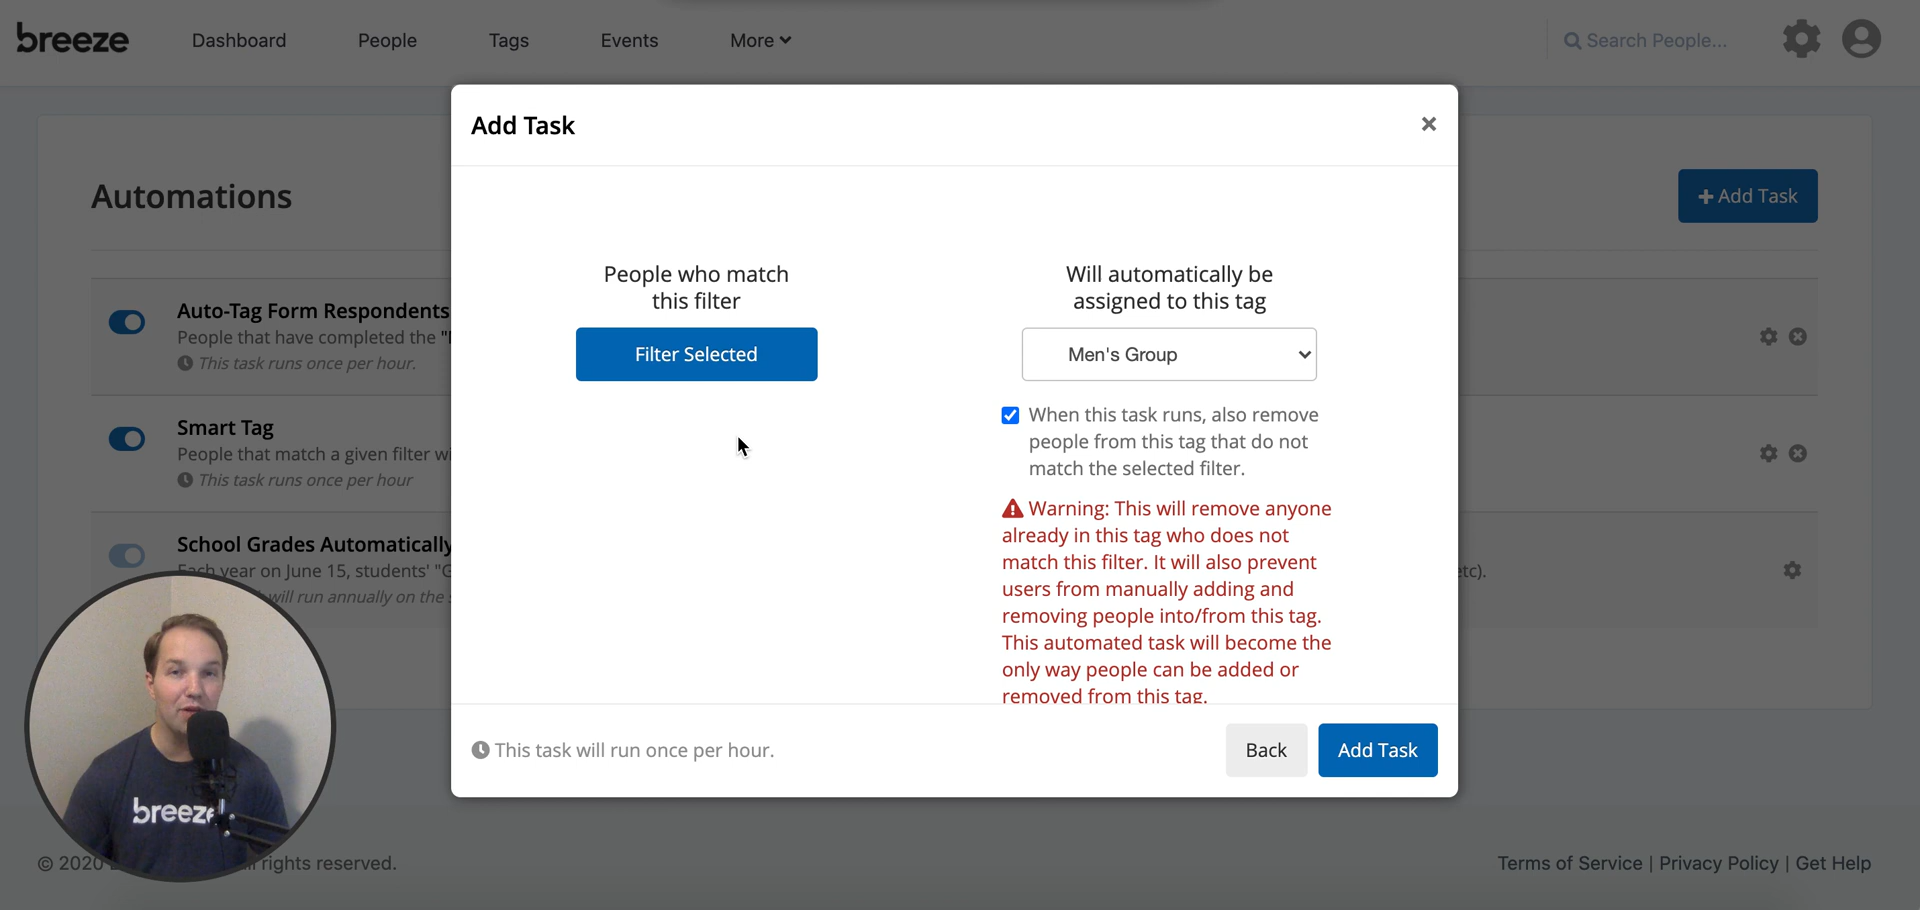 breeze
Dashboard
People
Tags
Events
More
Search People...
Add Task
Automations
Add Task
Auto-Tag Form Respondents
People that have completed the "
This task runs once per hour.
Smart Tag
People that match a given filter wi
This task runs once per hour
School Grades Automatically
Each year on June 15, students' "G
etc).
will run annually on the s
People who match
this filter
Filter Selected
Will automatically be
assigned to this tag
Men's Group
When this task runs, also remove
people from this tag that do not
match the selected filter.
Warning: This will remove anyone
already in this tag who does not
match this filter. It will also prevent
users from manually adding and
removing people into/from this tag.
This automated task will become the
only way people can be added or
removed from this tag.
This task will run once per hour.
Back
Add Task
breeze
© 2020
rights reserved.
Terms of Service | Privacy Policy | Get Help